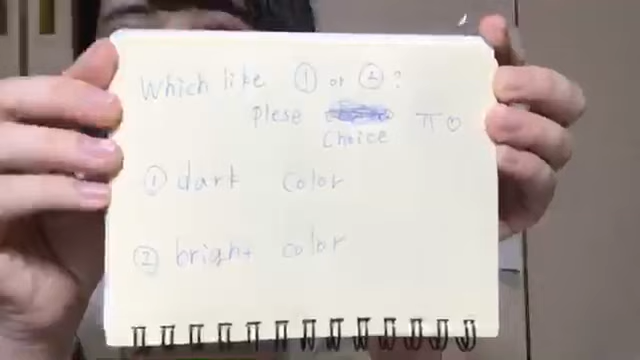 Which like ① or ② ?
Plese
choice
① dark color
② bright color